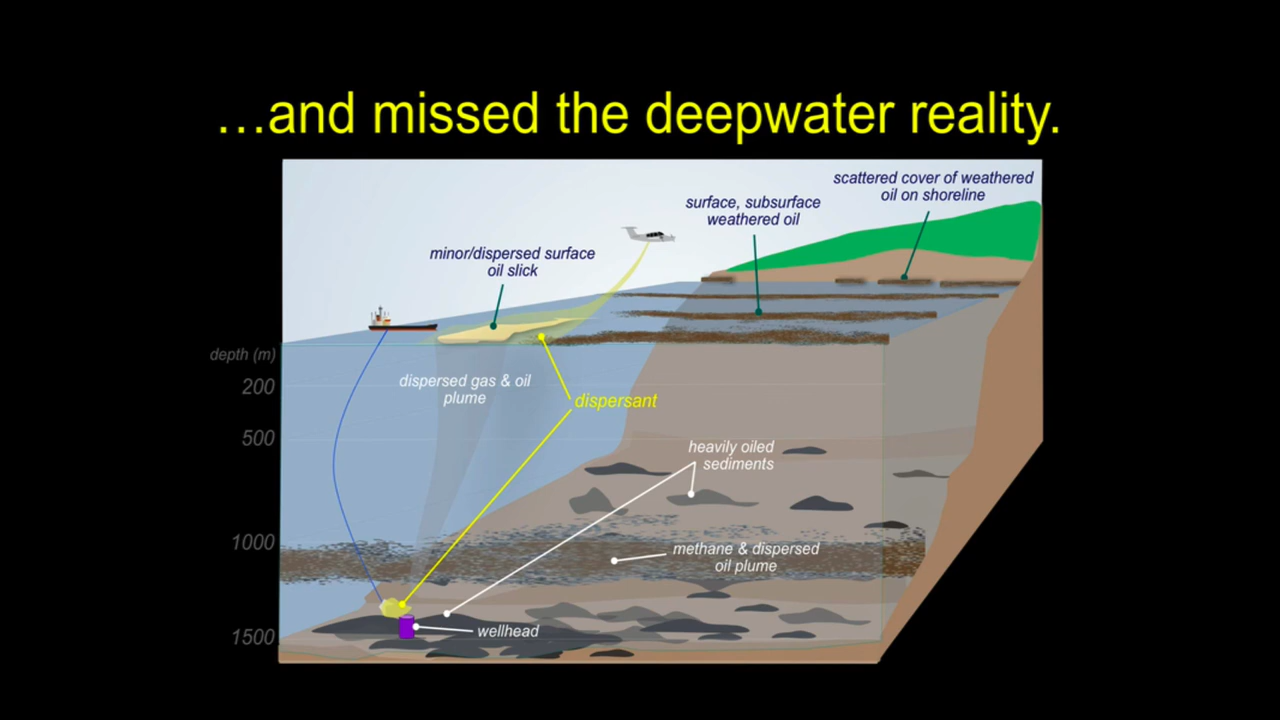 …and missed the deepwater reality.
scattered cover of weathered
oil on shoreline
surface, subsurface
weathered oil
minor/dispersed surface
oil slick
depth (m)
200
dispersed gas & oil
plume
dispersant
500
heavily oiled
sediments
1000
methane & dispersed
oil plume
1500
wellhead